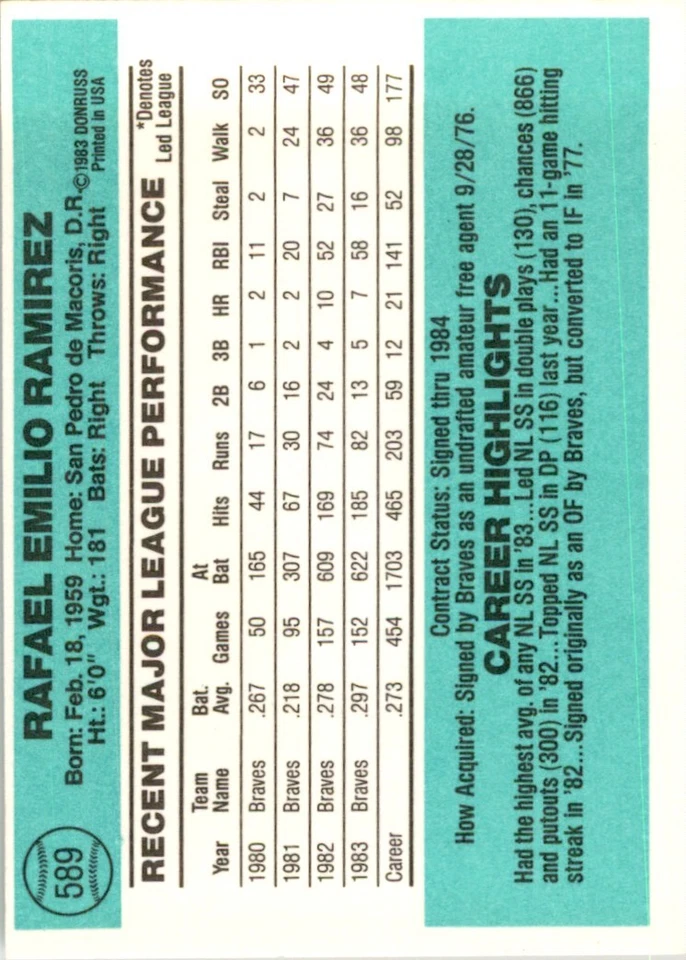 589
RAFAEL EMILIO RAMIREZ
Born: Feb. 18, 1959 Home: San Pedro de Macoris, D.R. ©1983 DONRUSS
Ht.: 6'0" Wgt.: 181 Bats: Right Throws: Right Printed in USA
RECENT MAJOR LEAGUE PERFORMANCE *Denotes Led League
Year Team Name Bat. Avg. Games At Bat Hits Runs 2B 3B HR RBI Steal Walk SO
1980 Braves .267 50 165 44 17 6 1 2 11 2 2 33
1981 Braves .218 95 307 67 30 16 2 2 20 7 24 47
1982 Braves .278 157 609 169 74 24 4 10 52 27 36 49
1983 Braves .297 152 622 185 82 13 5 7 58 16 36 48
Career .273 454 1703 465 203 59 12 21 141 52 98 177
Contract Status: Signed thru 1984
How Acquired: Signed by Braves as an undrafted amateur free agent 9/28/76.
CAREER HIGHLIGHTS
Had the highest avg. of any NL SS in '83...Led NL SS in double plays (130), chances (866)
and putouts (300) in '82...Topped NL SS in DP (116) last year...Had an 11-game hitting
streak in '82...Signed originally as an OF by Braves, but converted to IF in '77.